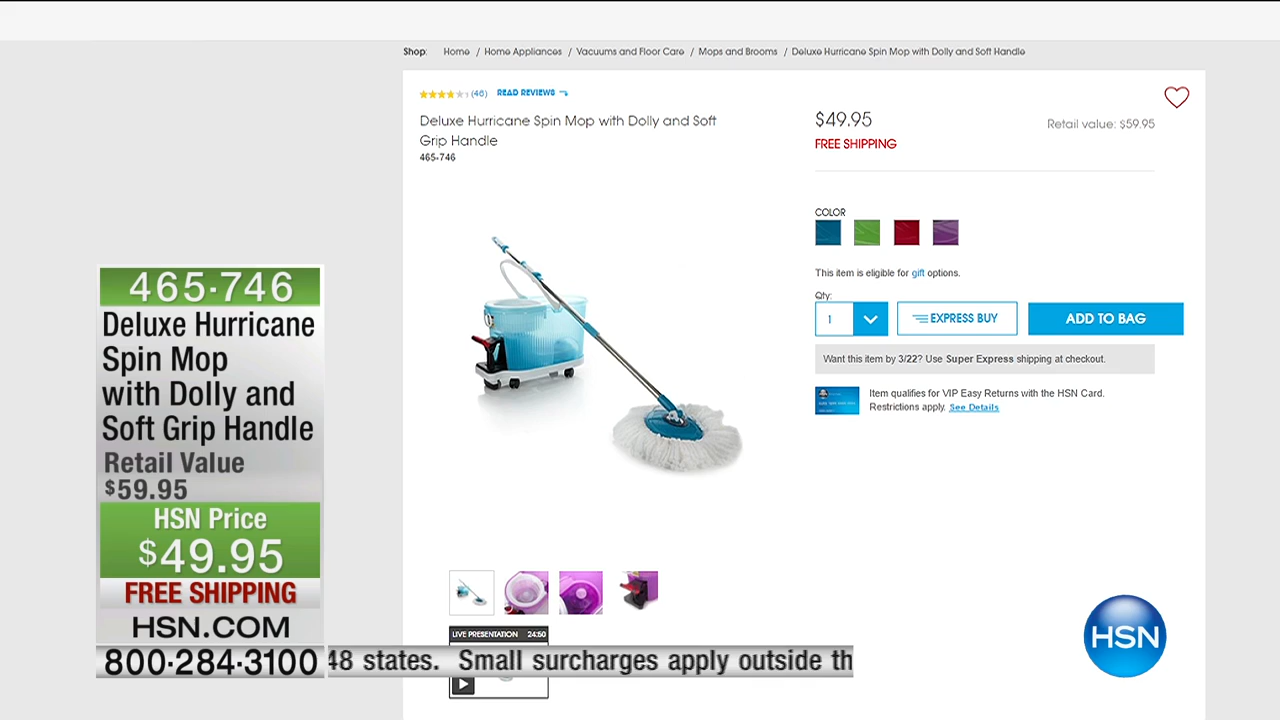 Shop: Home / Home Appliances / Vacuums and Floor Care / Mops and Brooms / Deluxe Hurricane Spin Mop with Dolly and Soft Handle
(46) READ REVIEWS
Deluxe Hurricane Spin Mop with Dolly and Soft
Grip Handle
465-746
$49.95
Retail value: $59.95
FREE SHIPPING
COLOR
This item is eligible for gift options.
Qty:
1
EXPRESS BUY
ADD TO BAG
Want this item by 3/22? Use Super Express shipping at checkout.
Item qualifies for VIP Easy Returns with the HSN Card.
Restrictions apply. See Details
LIVE PRESENTATION 24:50
465·746
Deluxe Hurricane
Spin Mop
with Dolly and
Soft Grip Handle
Retail Value
$59.95
HSN Price
$49.95
FREE SHIPPING
HSN.COM
800·284·3100
48 states. Small surcharges apply outside th
HSN